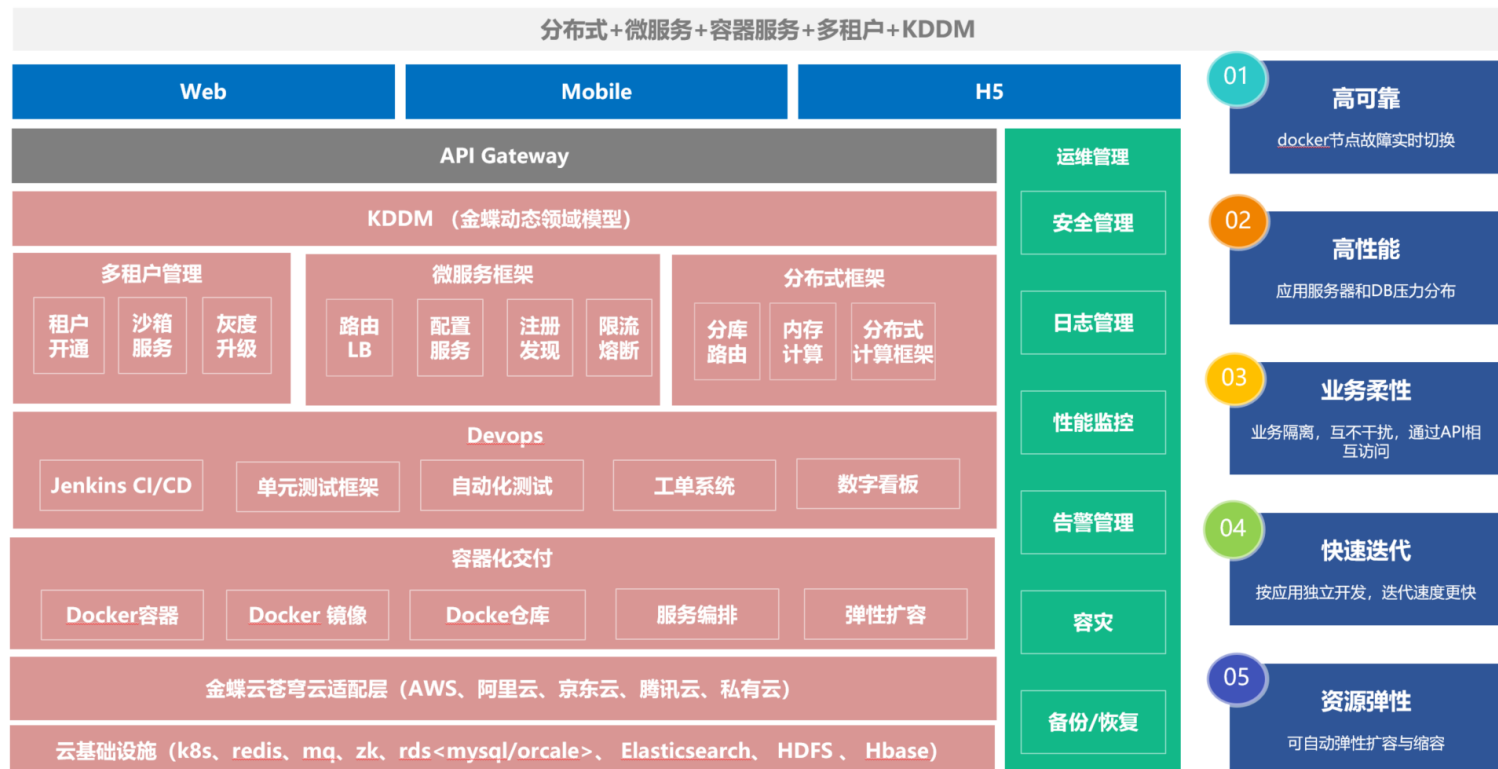 分布式+微服务+容器服务+多租户+KDDM
Web
Mobile
H5
API Gateway
KDDM （金蝶动态领域模型）
多租户管理
租户
开通
沙箱
服务
灰度
升级
微服务框架
路由
LB
配置
服务
注册
发现
限流
熔断
分布式框架
分库
路由
内存
计算
分布式
计算框架
Devops
Jenkins CI/CD
单元测试框架
自动化测试
工单系统
数字看板
容器化交付
Docker容器
Docker 镜像
Docke仓库
服务编排
弹性扩容
金蝶云苍穹云适配层（AWS、阿里云、京东云、腾讯云、私有云）
云基础设施（k8s、redis、mq、zk、rds<mysql/orcale>、 Elasticsearch、 HDFS 、 Hbase）
运维管理
安全管理
日志管理
性能监控
告警管理
容灾
备份/恢复
01
高可靠
docker节点故障实时切换
02
高性能
应用服务器和DB压力分布
03
业务柔性
业务隔离，互不干扰，通过API相
互访问
04
快速迭代
按应用独立开发，迭代速度更快
05
资源弹性
可自动弹性扩容与缩容